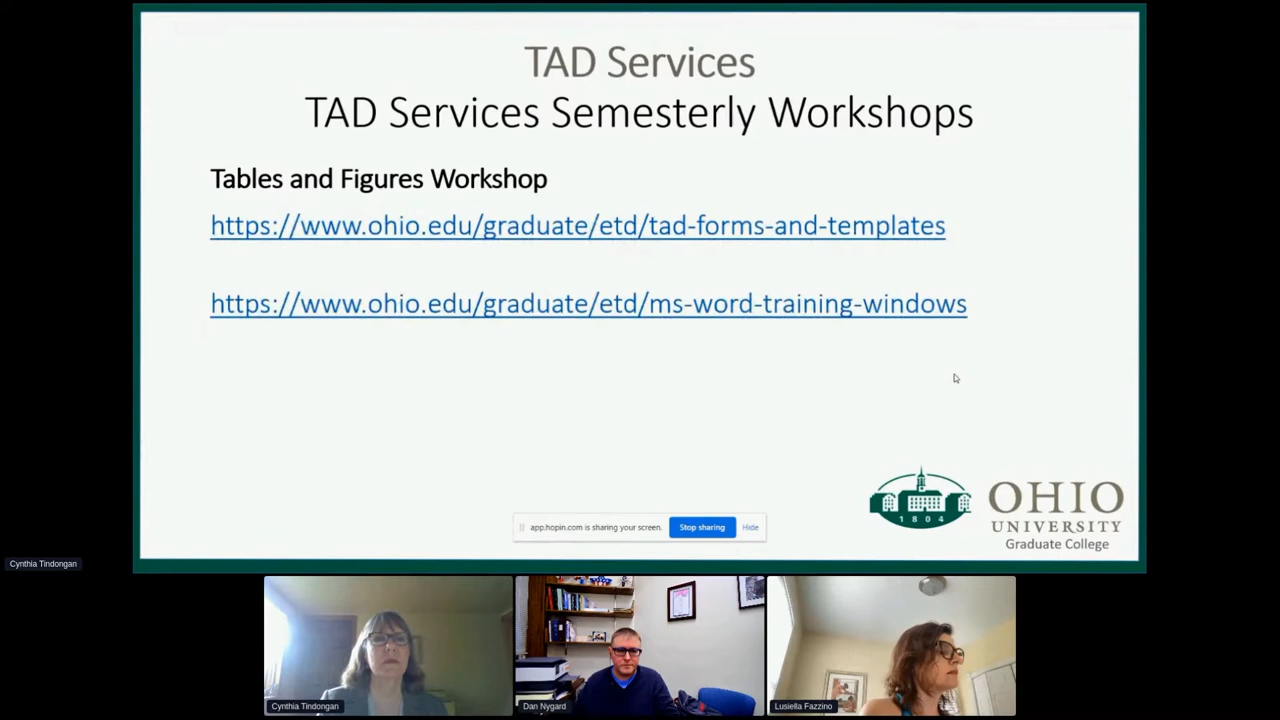 TAD Services
TAD Services Semesterly Workshops
Tables and Figures Workshop
https://www.ohio.edu/graduate/etd/tad-forms-and-templates
https://www.ohio.edu/graduate/etd/ms-word-training-windows
1804
OHIO
UNIVERSITY
Graduate College
app.hopin.com is sharing your screen.
Stop sharing
Hide
Cynthia Tindongan
Cynthia Tindongan
Dan Nygard
Lusiella Fazzino